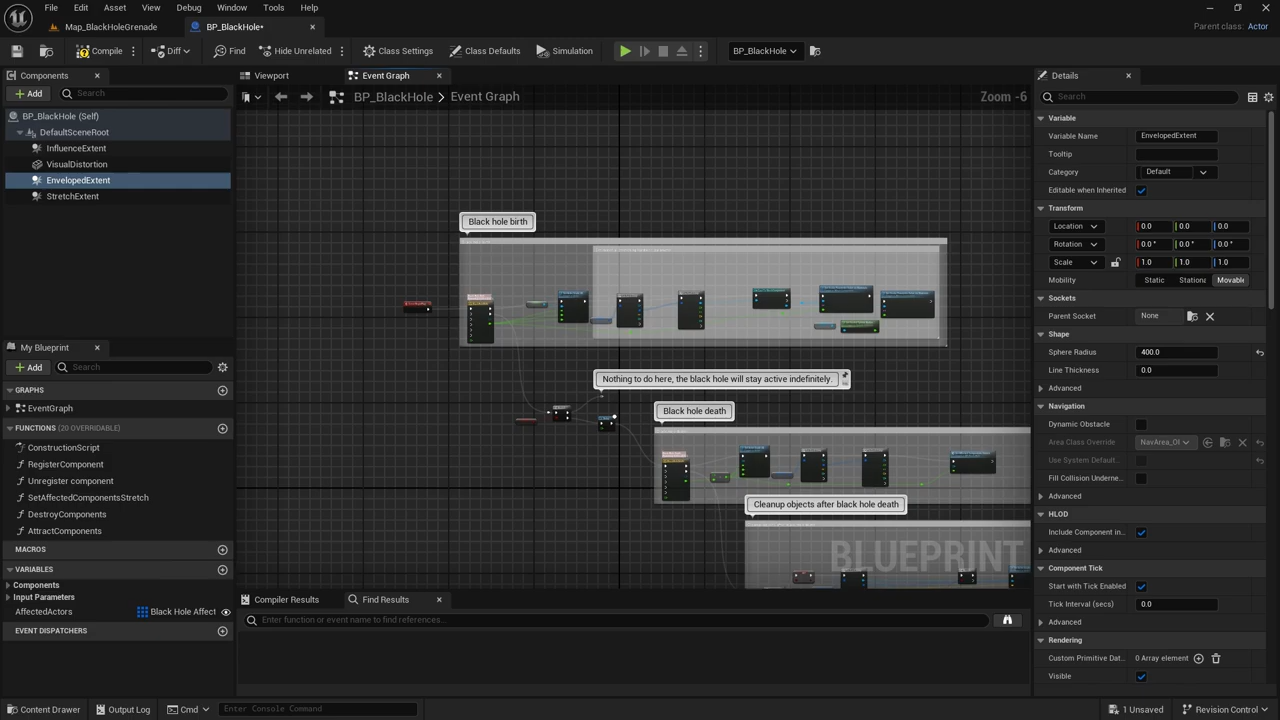 File Edit Asset View Debug Window Tools Help
Map_BlackHoleGrenade
BP_BlackHole•
Parent class: Actor
Compile
Diff
Find
Hide Unrelated
Class Settings
Class Defaults
Simulation
BP_BlackHole
Components
Viewport
Event Graph
Details
Add
Search
BP_BlackHole > Event Graph
Zoom -6
Search
BP_BlackHole (Self)
DefaultSceneRoot
InfluenceExtent
VisualDistortion
EnvelopedExtent
StretchExtent
Variable
Variable Name EnvelopedExtent
Tooltip
Category Default
Editable when Inherited
Transform
Location 0.0 0.0 0.0
Rotation 0.0 ° 0.0 ° 0.0 °
Scale 1.0 1.0 1.0
Mobility Static Stationa Movable
Sockets
Parent Socket None
Shape
Sphere Radius 400.0
Line Thickness 0.0
Advanced
Navigation
Dynamic Obstacle
Area Class Override NavArea_Ol
Use System Default...
Fill Collision Underne...
Advanced
HLOD
Include Component in...
Advanced
Component Tick
Start with Tick Enabled
Tick Interval (secs) 0.0
Advanced
Rendering
Custom Primitive Dat... 0 Array element
Visible
Black hole birth
Nothing to do here, the black hole will stay active indefinitely.
Black hole death
Cleanup objects after black hole death
BLUEPRINT
My Blueprint
Add
Search
GRAPHS
EventGraph
FUNCTIONS (20 OVERRIDABLE)
ConstructionScript
RegisterComponent
Unregister component
SetAffectedComponentsStretch
DestroyComponents
AttractComponents
MACROS
VARIABLES
Components
Input Parameters
AffectedActors Black Hole Affect
EVENT DISPATCHERS
Compiler Results
Find Results
Enter function or event name to find references...
Content Drawer
Output Log
Cmd
Enter Console Command
1 Unsaved
Revision Control